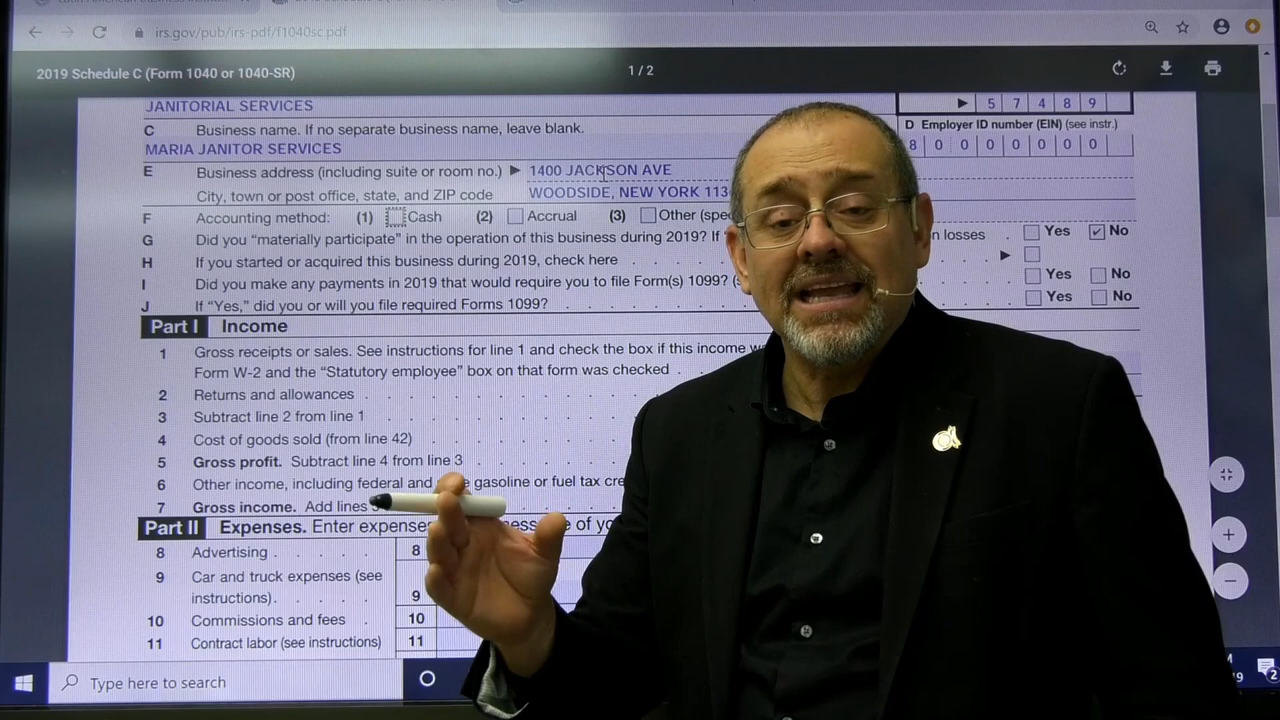 irs.gov/pub/irs-pdf/f1040sc.pdf
2019 Schedule C (Form 1040 or 1040-SR) 1 / 2
JANITORIAL SERVICES ▶ 5 7 4 8 9
C Business name. If no separate business name, leave blank. D Employer ID number (EIN) (see instr.)
MARIA JANITOR SERVICES 8 0 0 0 0 0 0 0
E Business address (including suite or room no.) ▶ 1400 JACKSON AVE
City, town or post office, state, and ZIP code WOODSIDE, NEW YORK 113
F Accounting method: (1) Cash (2) Accrual (3) Other (spec
G Did you “materially participate” in the operation of this business during 2019? If n losses . Yes ✓ No
H If you started or acquired this business during 2019, check here . . . . . ▶
I Did you make any payments in 2019 that would require you to file Form(s) 1099? (s . . . . Yes No
J If “Yes,” did you or will you file required Forms 1099? . . . . . . Yes No
Part I Income
1 Gross receipts or sales. See instructions for line 1 and check the box if this income w
Form W-2 and the “Statutory employee” box on that form was checked . .
2 Returns and allowances . . . . . . .
3 Subtract line 2 from line 1 . . . . . . .
4 Cost of goods sold (from line 42) . . . . .
5 Gross profit. Subtract line 4 from line 3 . . . . .
6 Other income, including federal and gasoline or fuel tax cre
7 Gross income. Add lines
Part II Expenses. Enter expenses of yo
8 Advertising . . . . . 8
9 Car and truck expenses (see
instructions) . . . . . 9
10 Commissions and fees . 10
11 Contract labor (see instructions) 11
Type here to search
2